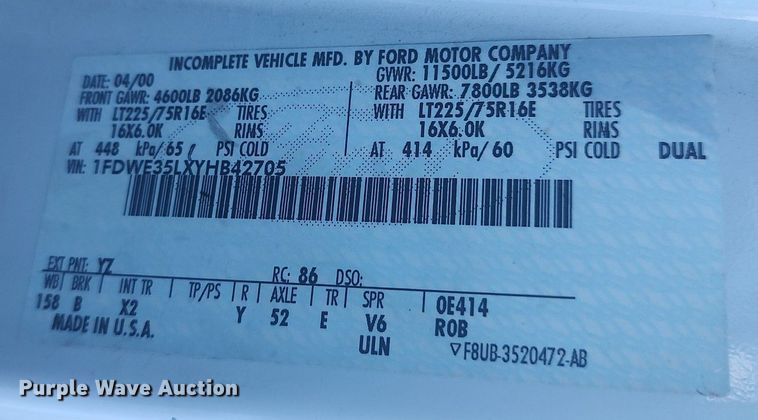 INCOMPLETE VEHICLE MFD. BY FORD MOTOR COMPANY
DATE: 04/00 GVWR: 11500LB/ 5216KG
FRONT GAWR: 4600LB 2086KG REAR GAWR: 7800LB 3538KG
WITH LT225/75R16E TIRES WITH LT225/75R16E TIRES
16X6.0K RIMS 16X6.0K RIMS
AT 448 kPa/65 PSI COLD AT 414 kPa/60 PSI COLD DUAL
VIN: 1FDWE35LXYHB42705
EXT PNT: YZ RC: 86 DSO:
WB BRK INT TR TP/PS R AXLE TR SPR 0E414
158 B X2 Y 52 E V6 ROB
MADE IN U.S.A. ULN ▽F8UB-3520472-AB
Purple Wave Auction